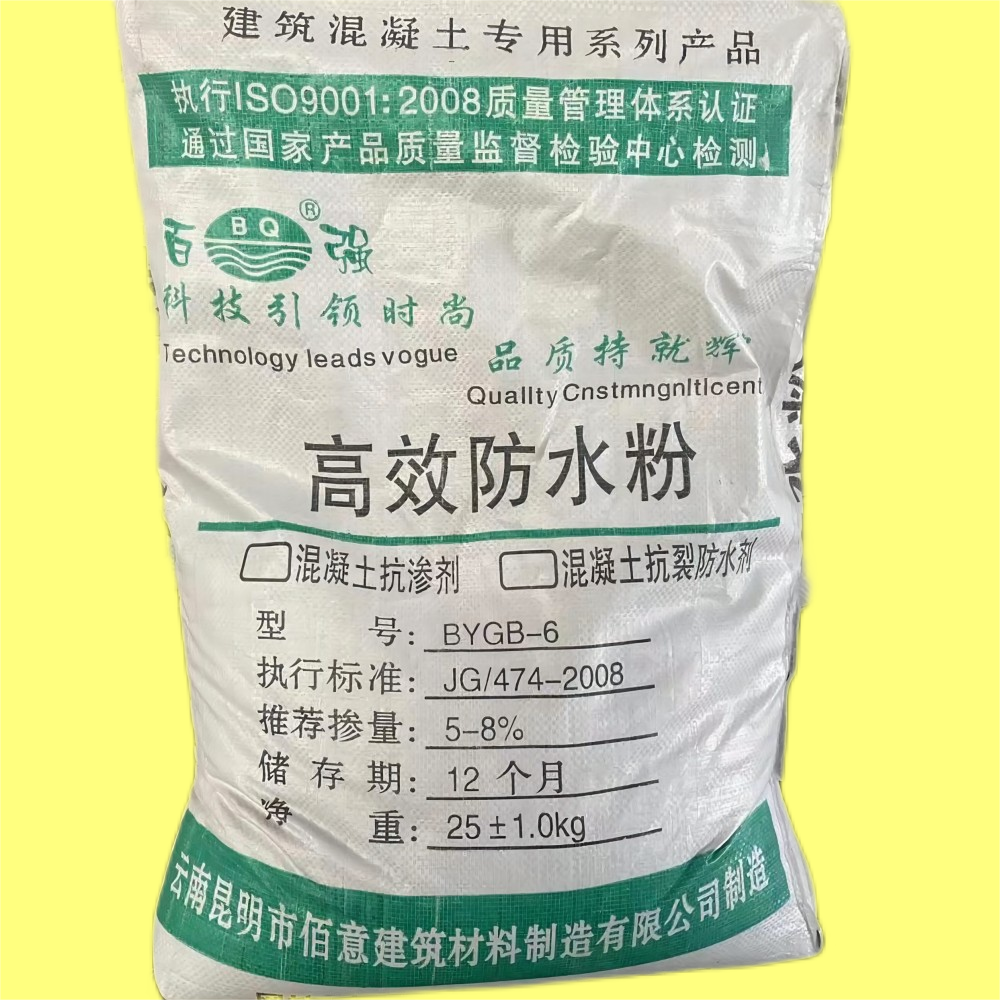 建筑混凝土专用系列产品
执行ISO9001:2008质量管理体系认证
通过国家产品质量监督检验中心检测
百 BQ® 强
科技引领时尚
Technology leads vogue
品质持就辉
QualltyCnstmngnltlcent
高效防水粉
混凝土抗渗剂 混凝土抗裂防水剂
型 号: BYGB-6
执行标准: JG/474-2008
推荐掺量: 5-8%
储存期: 12个月
净 重: 25±1.0kg
云南昆明市佰意建筑材料制造有限公司制造